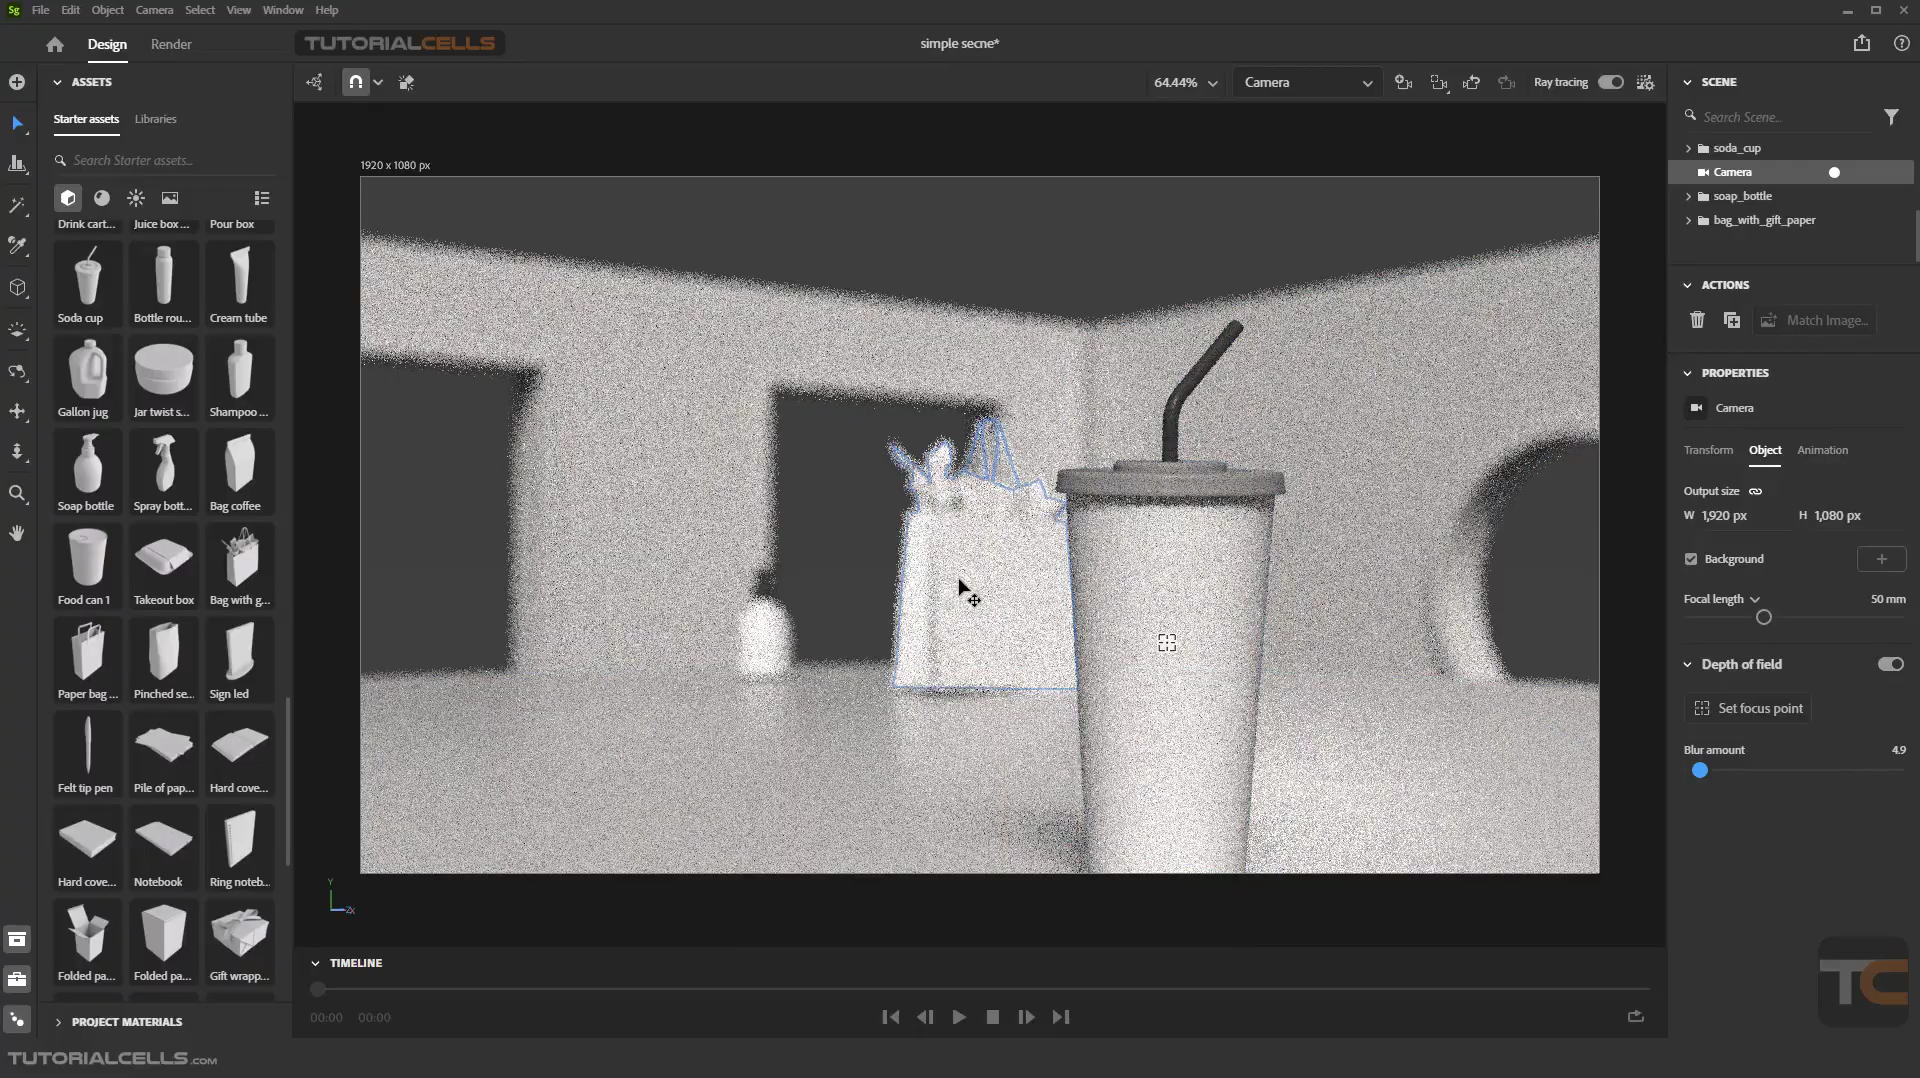 Sg File Edit Object Camera Select View Window Help
Design Render TUTORIALCELLS simple secne*
ASSETS
Starter assets Libraries
Search Starter assets...
Drink cart... Juice box ... Pour box
Soda cup Bottle rou... Cream tube
Gallon jug Jar twist s... Shampoo ...
Soap bottle Spray bott... Bag coffee
Food can 1 Takeout box Bag with g...
Paper bag ... Pinched se... Sign led
Felt tip pen Pile of pap... Hard cove...
Hard cove... Notebook Ring noteb...
Folded pa... Folded pa... Gift wrapp...
PROJECT MATERIALS
64.44% Camera Ray tracing
1920 x 1080 px
Y
ZX
TIMELINE
00:00 00:00
SCENE
Search Scene...
soda_cup
Camera
soap_bottle
bag_with_gift_paper
ACTIONS
Match Image...
PROPERTIES
Camera
Transform Object Animation
Output size
W 1,920 px H 1,080 px
Background
Focal length 50 mm
Depth of field
Set focus point
Blur amount 4.9
TC
TUTORIALCELLS.COM